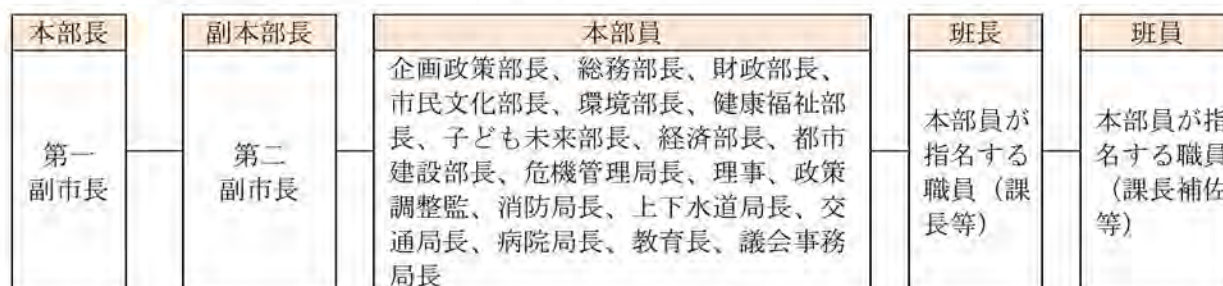 本部長
第一
副市長
副本部長
第二
副市長
本部員
企画政策部長、総務部長、財政部長、
市民文化部長、環境部長、健康福祉部
長、子ども未来部長、経済部長、都市
建設部長、危機管理局長、理事、政策
調整監、消防局長、上下水道局長、交
通局長、病院局長、教育長、議会事務
局長
班長
本部員が
指名する
職員（課
長等）
班員
本部員が指
名する職員
（課長補佐
等）